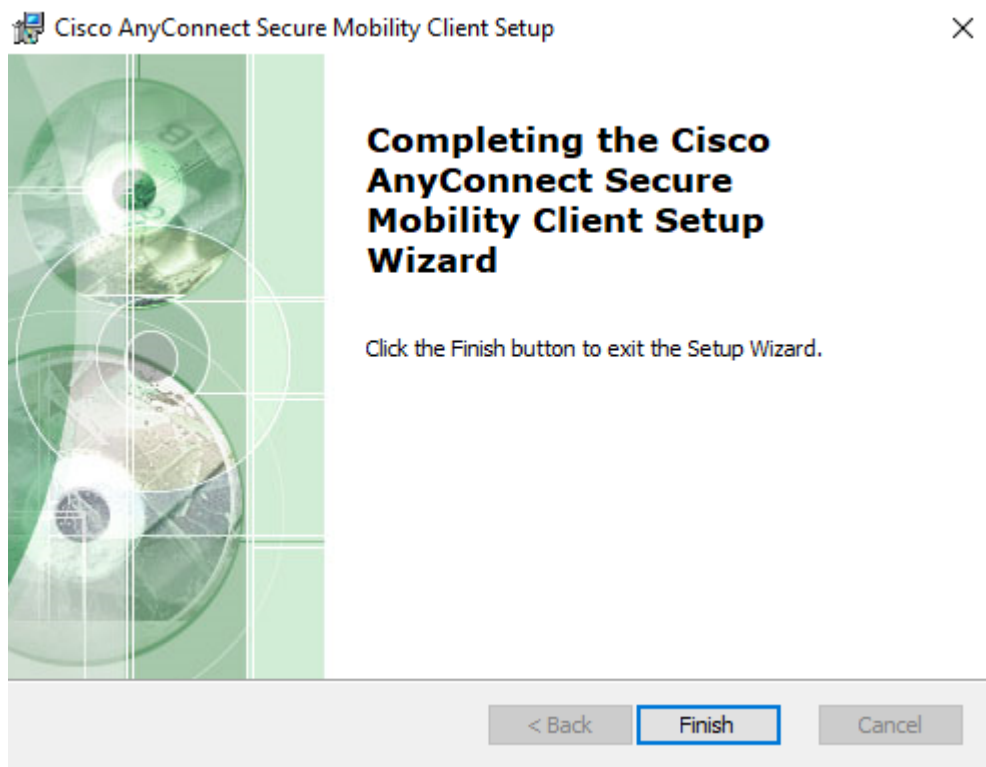 Cisco AnyConnect Secure Mobility Client Setup
Completing the Cisco
AnyConnect Secure
Mobility Client Setup
Wizard
Click the Finish button to exit the Setup Wizard.
< Back
Finish
Cancel